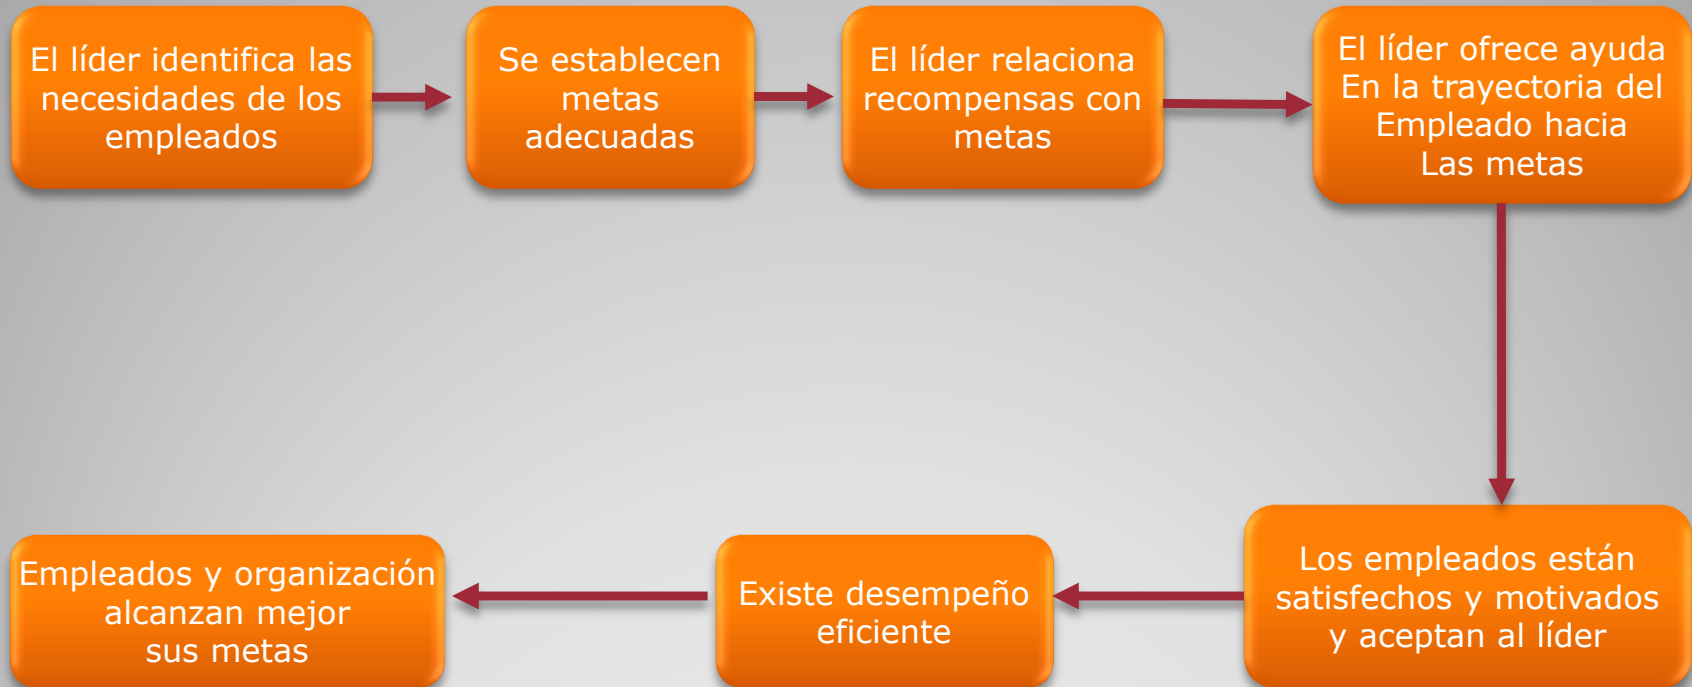 El líder identifica las
necesidades de los
empleados
Se establecen
metas
adecuadas
El líder relaciona
recompensas con
metas
El líder ofrece ayuda
En la trayectoria del
Empleado hacia
Las metas
Los empleados están
satisfechos y motivados
y aceptan al líder
Existe desempeño
eficiente
Empleados y organización
alcanzan mejor
sus metas